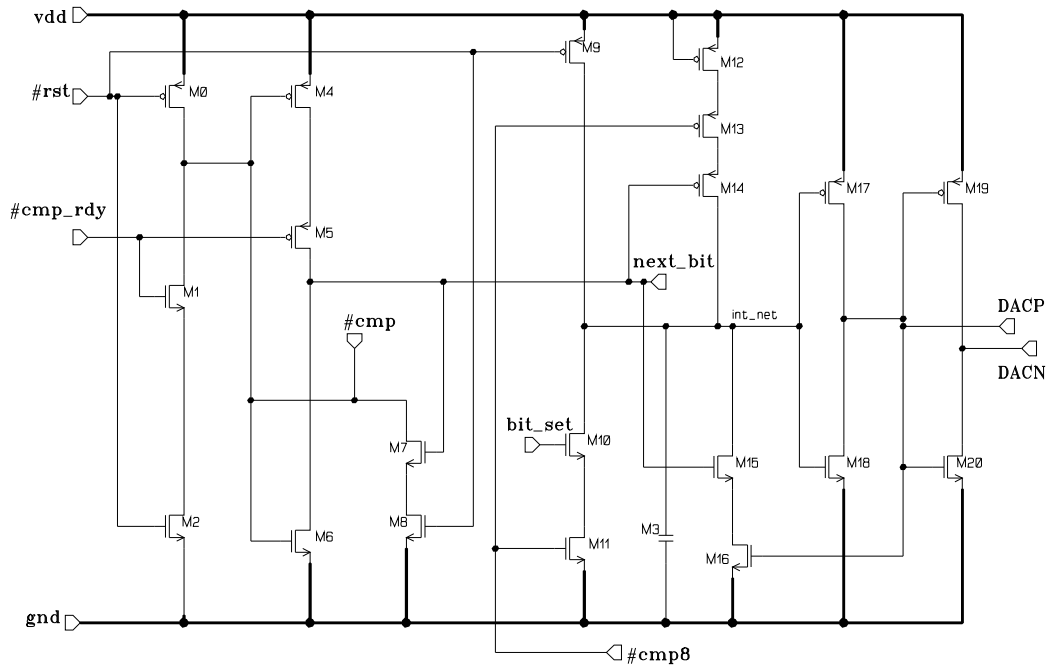 vdd
M9
M12
#rst
M0
M4
M13
M14
M17
M19
#cmp_rdy
M5
next_bit
M1
#cmp
int_net
DACP
DACN
bit_set
M7
M10
M15
M18
M20
M2
M8
M6
M3
M11
M16
gnd
#cmp8